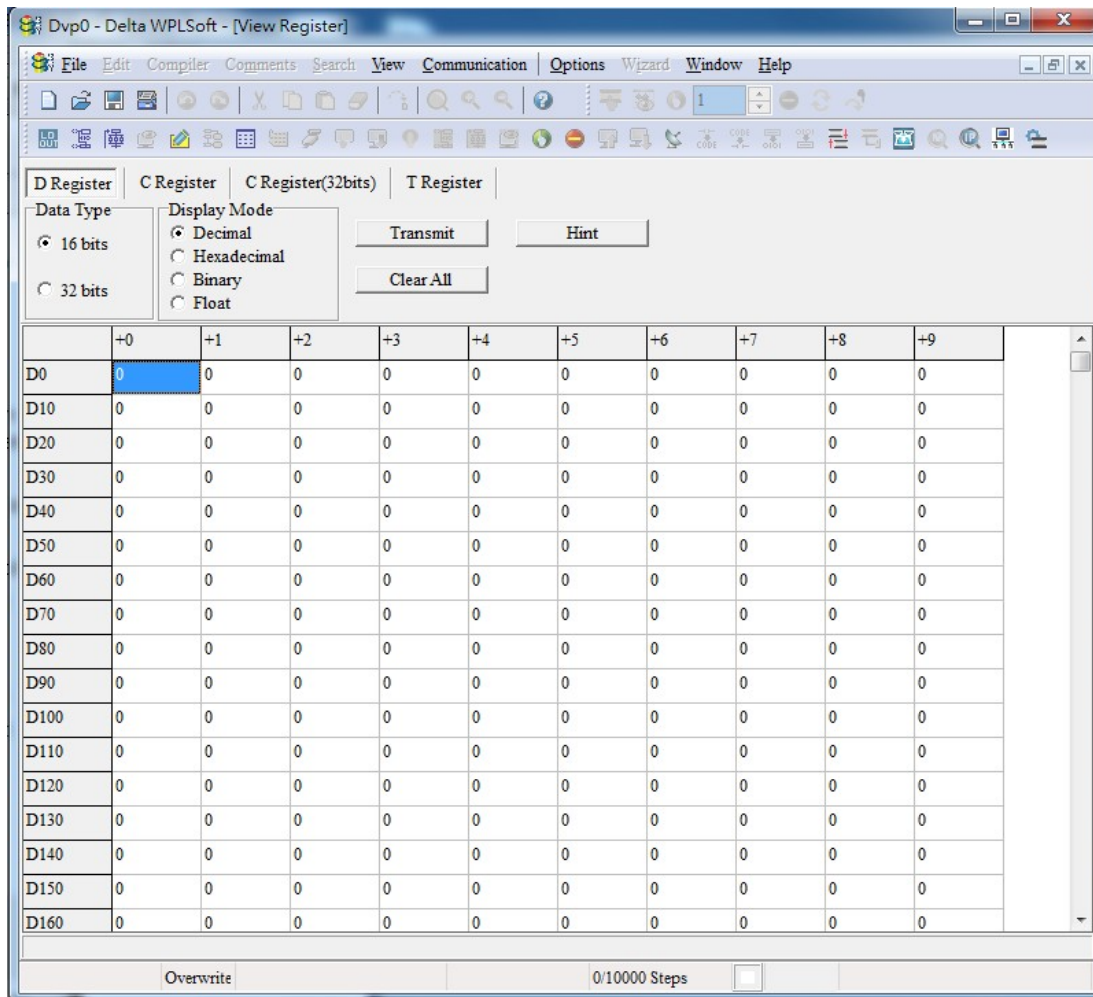 Dvp0 - Delta WPLSoft - [View Register]
File Edit Compiler Comments Search View Communication Options Wizard Window Help
1
D Register C Register C Register(32bits) T Register
Data Type Display Mode
16 bits Decimal Transmit Hint
Hexadecimal
32 bits Binary Clear All
Float
+0 +1 +2 +3 +4 +5 +6 +7 +8 +9
D0 0 0 0 0 0 0 0 0 0 0
D10 0 0 0 0 0 0 0 0 0 0
D20 0 0 0 0 0 0 0 0 0 0
D30 0 0 0 0 0 0 0 0 0 0
D40 0 0 0 0 0 0 0 0 0 0
D50 0 0 0 0 0 0 0 0 0 0
D60 0 0 0 0 0 0 0 0 0 0
D70 0 0 0 0 0 0 0 0 0 0
D80 0 0 0 0 0 0 0 0 0 0
D90 0 0 0 0 0 0 0 0 0 0
D100 0 0 0 0 0 0 0 0 0 0
D110 0 0 0 0 0 0 0 0 0 0
D120 0 0 0 0 0 0 0 0 0 0
D130 0 0 0 0 0 0 0 0 0 0
D140 0 0 0 0 0 0 0 0 0 0
D150 0 0 0 0 0 0 0 0 0 0
D160 0 0 0 0 0 0 0 0 0 0
Overwrite 0/10000 Steps